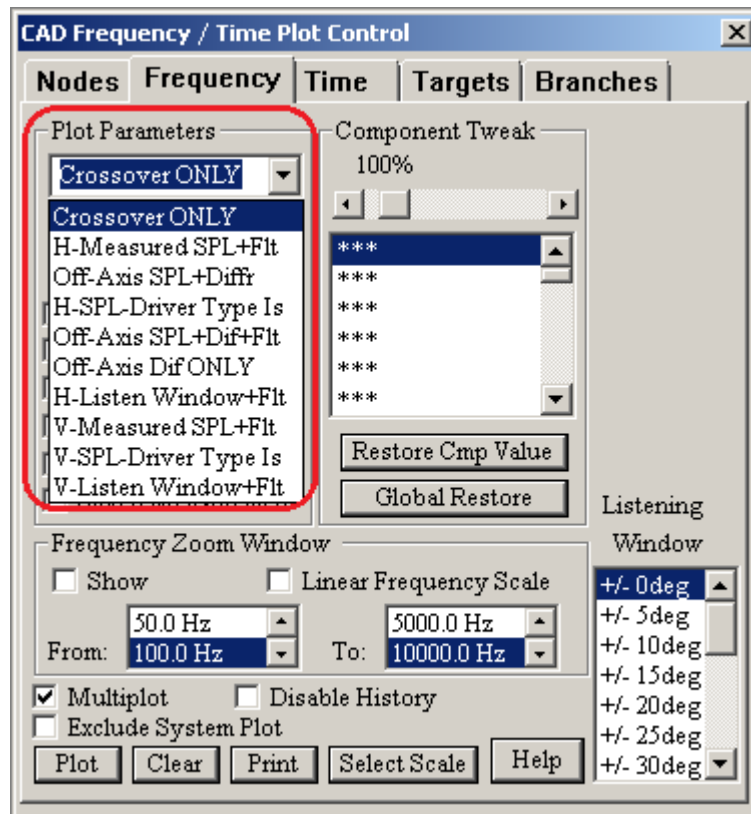 CAD Frequency / Time Plot Control
Nodes Frequency Time Targets Branches
Plot Parameters
Crossover ONLY
Crossover ONLY
H-Measured SPL+Flt
Off-Axis SPL+Diffr
H-SPL-Driver Type Is
Off-Axis SPL+Dif+Flt
Off-Axis Dif ONLY
H-Listen Window+Flt
V-Measured SPL+Flt
V-SPL-Driver Type Is
V-Listen Window+Flt
Component Tweak
100%
***
***
***
***
***
***
Restore Cmp Value
Global Restore
Frequency Zoom Window
Show Linear Frequency Scale
50.0 Hz 5000.0 Hz
From: 100.0 Hz To: 10000.0 Hz
Multiplot Disable History
Exclude System Plot
Plot Clear Print Select Scale Help
Listening
Window
+/- 0deg
+/- 5deg
+/- 10deg
+/- 15deg
+/- 20deg
+/- 25deg
+/- 30deg